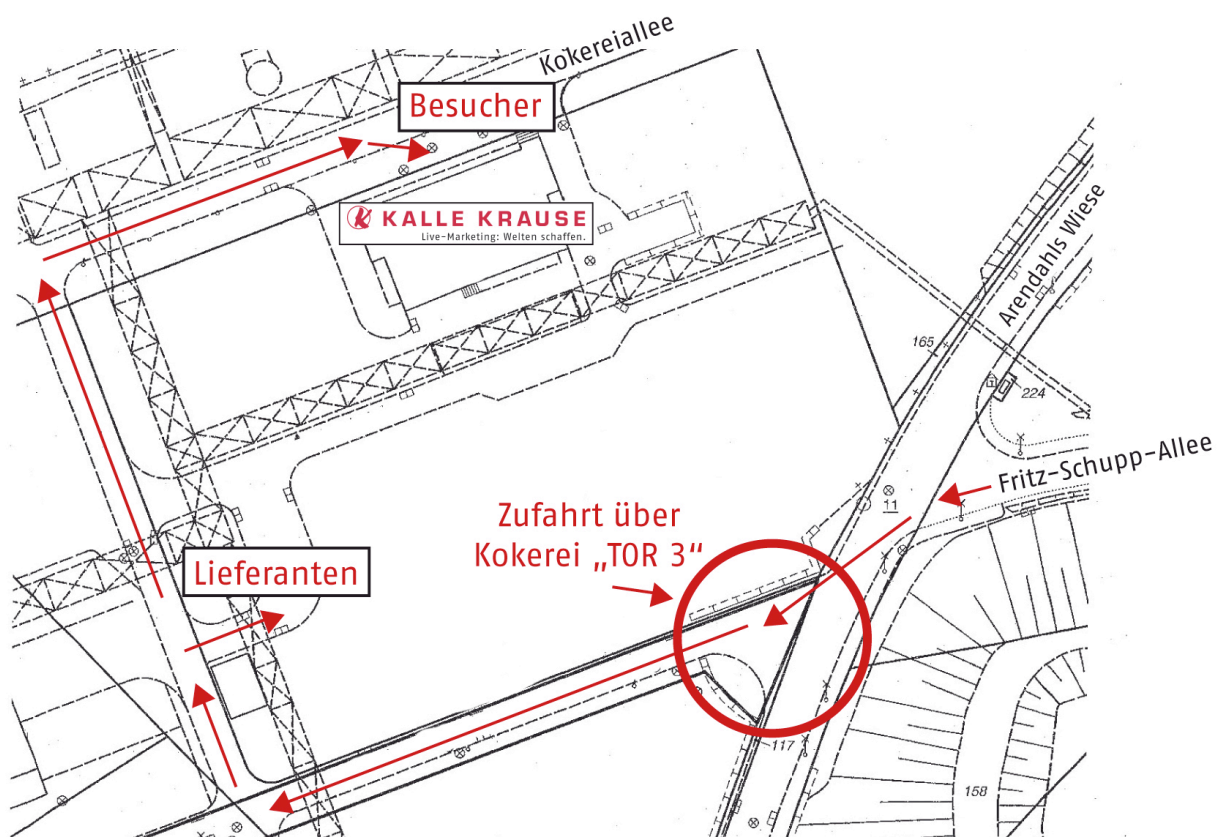 Kokereiallee
Besucher
KALLE KRAUSE
Live-Marketing: Welten schaffen.
Arendahls Wiese
165
224
Fritz-Schupp-Allee
11
Zufahrt über
Kokerei „TOR 3“
Lieferanten
117
158